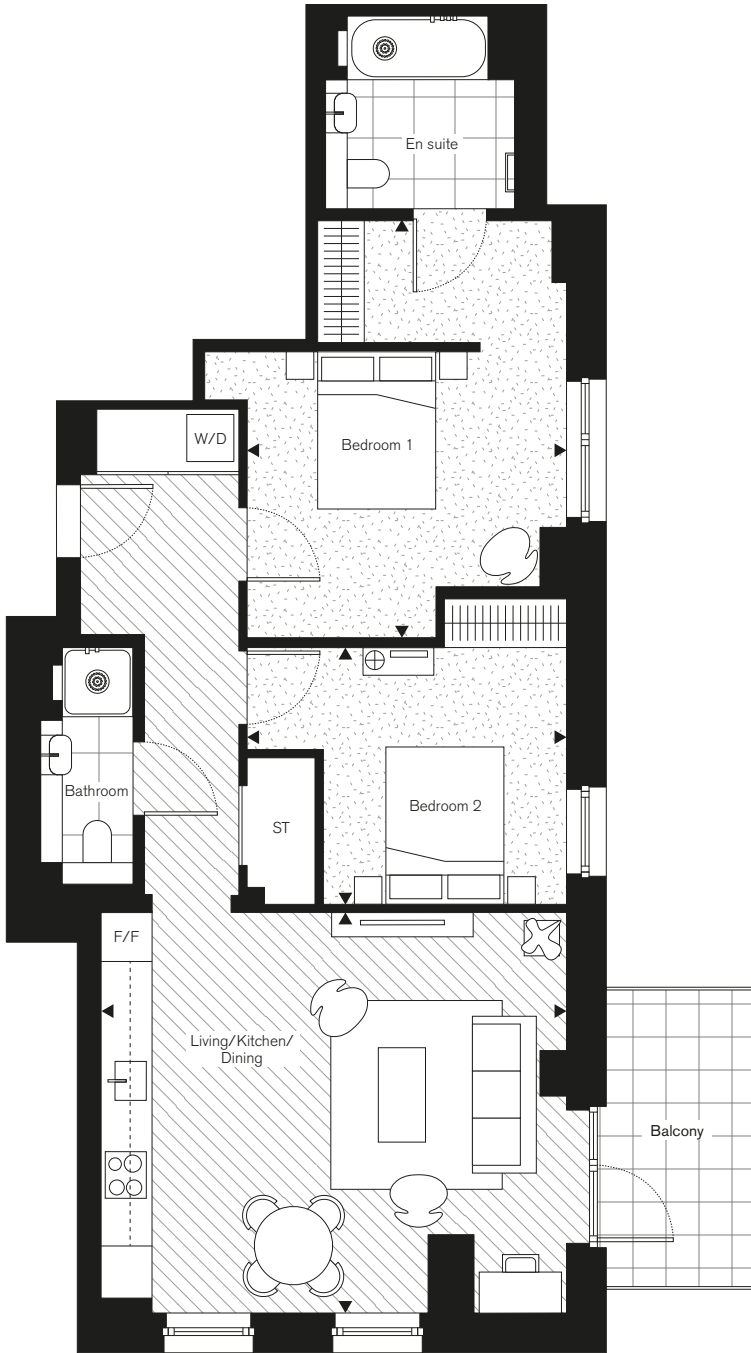 En suite
W/D
Bedroom 1
Bathroom
Bedroom 2
ST
F/F
Living/Kitchen/
Dining
Balcony